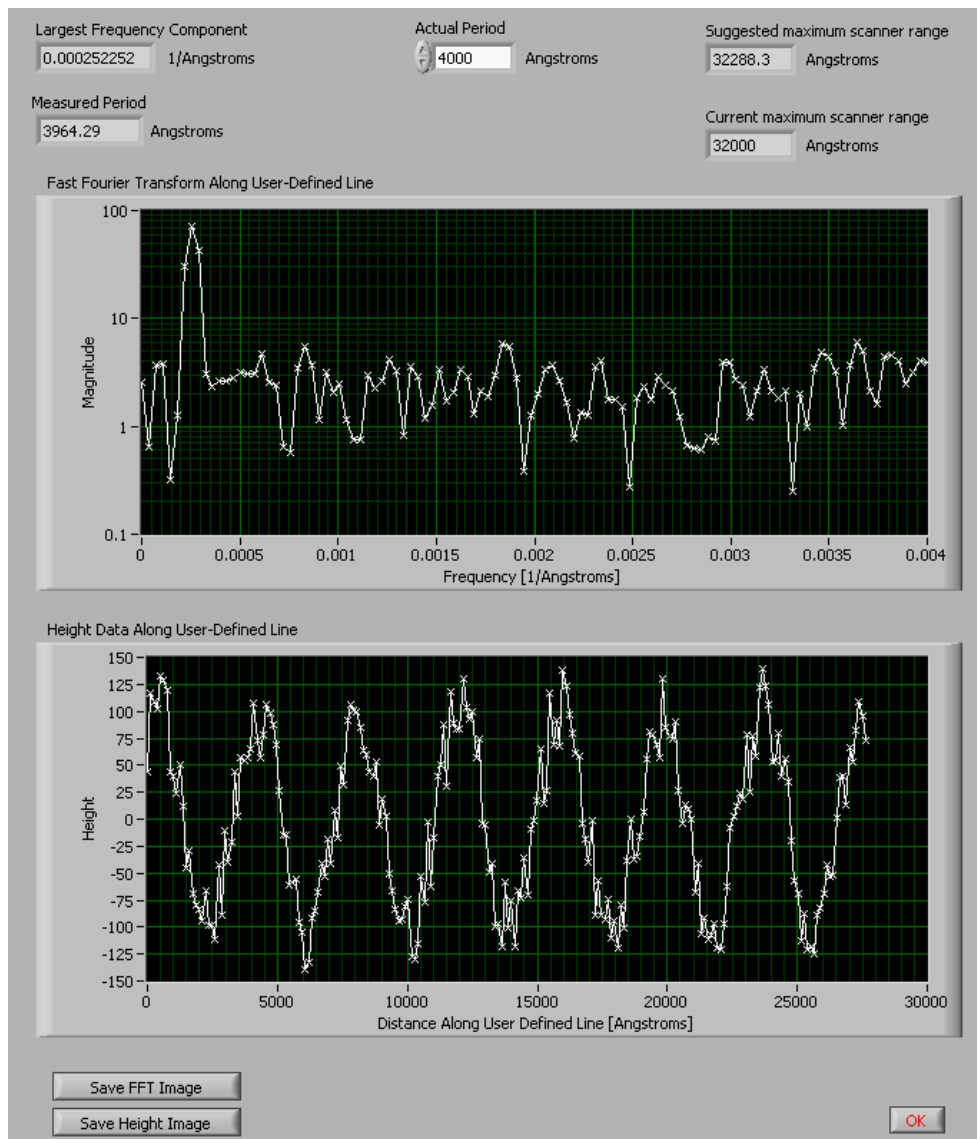 Largest Frequency Component
0.000252252 1/Angstroms
Actual Period
4000 Angstroms
Suggested maximum scanner range
32288.3 Angstroms
Measured Period
3964.29 Angstroms
Current maximum scanner range
32000 Angstroms
Fast Fourier Transform Along User-Defined Line
100
10
1
0.1
Magnitude
0 0.0005 0.001 0.0015 0.002 0.0025 0.003 0.0035 0.004
Frequency [1/Angstroms]
Height Data Along User-Defined Line
150
125
100
75
50
25
0
-25
-50
-75
-100
-125
-150
Height
0 5000 10000 15000 20000 25000 30000
Distance Along User Defined Line [Angstroms]
Save FFT Image
Save Height Image
OK